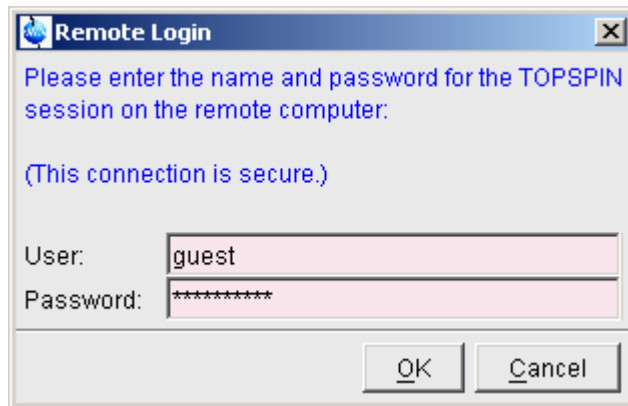 Remote Login
Please enter the name and password for the TOPSPIN
session on the remote computer:
(This connection is secure.)
User: guest
Password: **********
OK Cancel